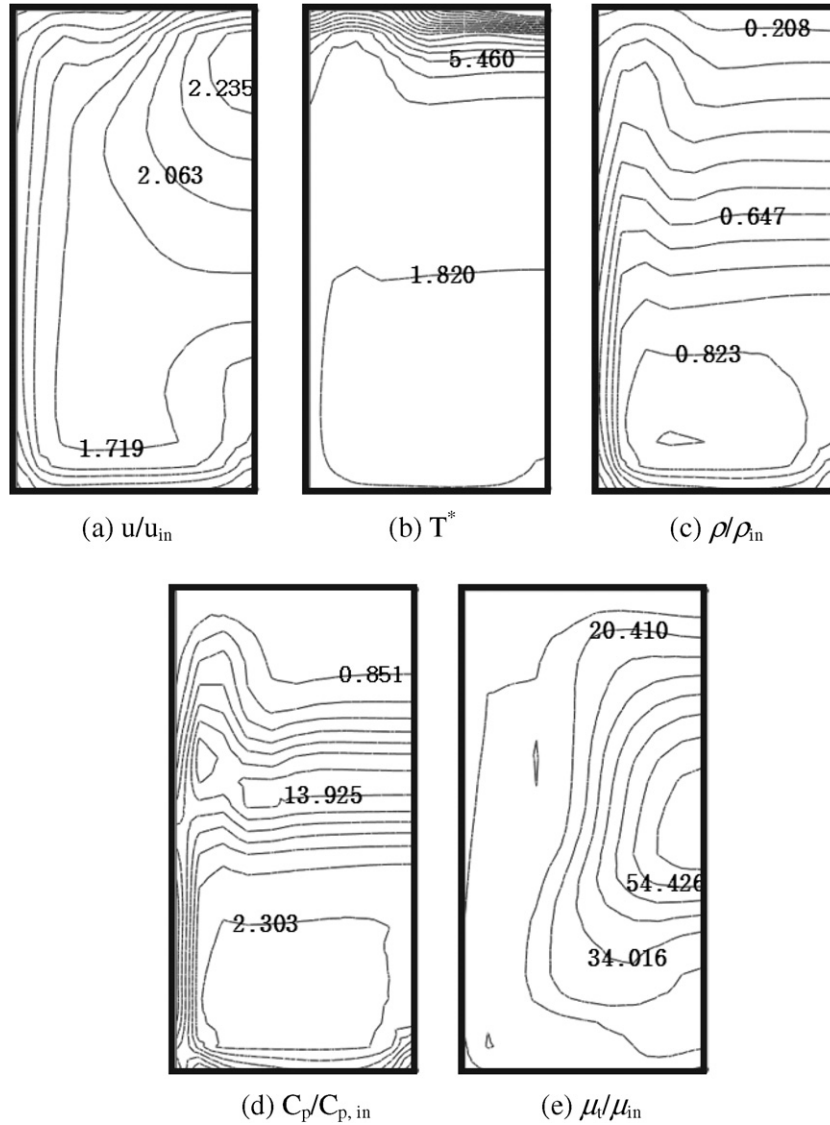 2.235
2.063
1.719
5.460
1.820
0.208
0.647
0.823
(a) u/u_in
(b) T*
(c) ρ/ρ_in
0.851
13.925
2.303
20.410
54.426
34.016
(d) C_p/C_p, in
(e) μ_t/μ_in